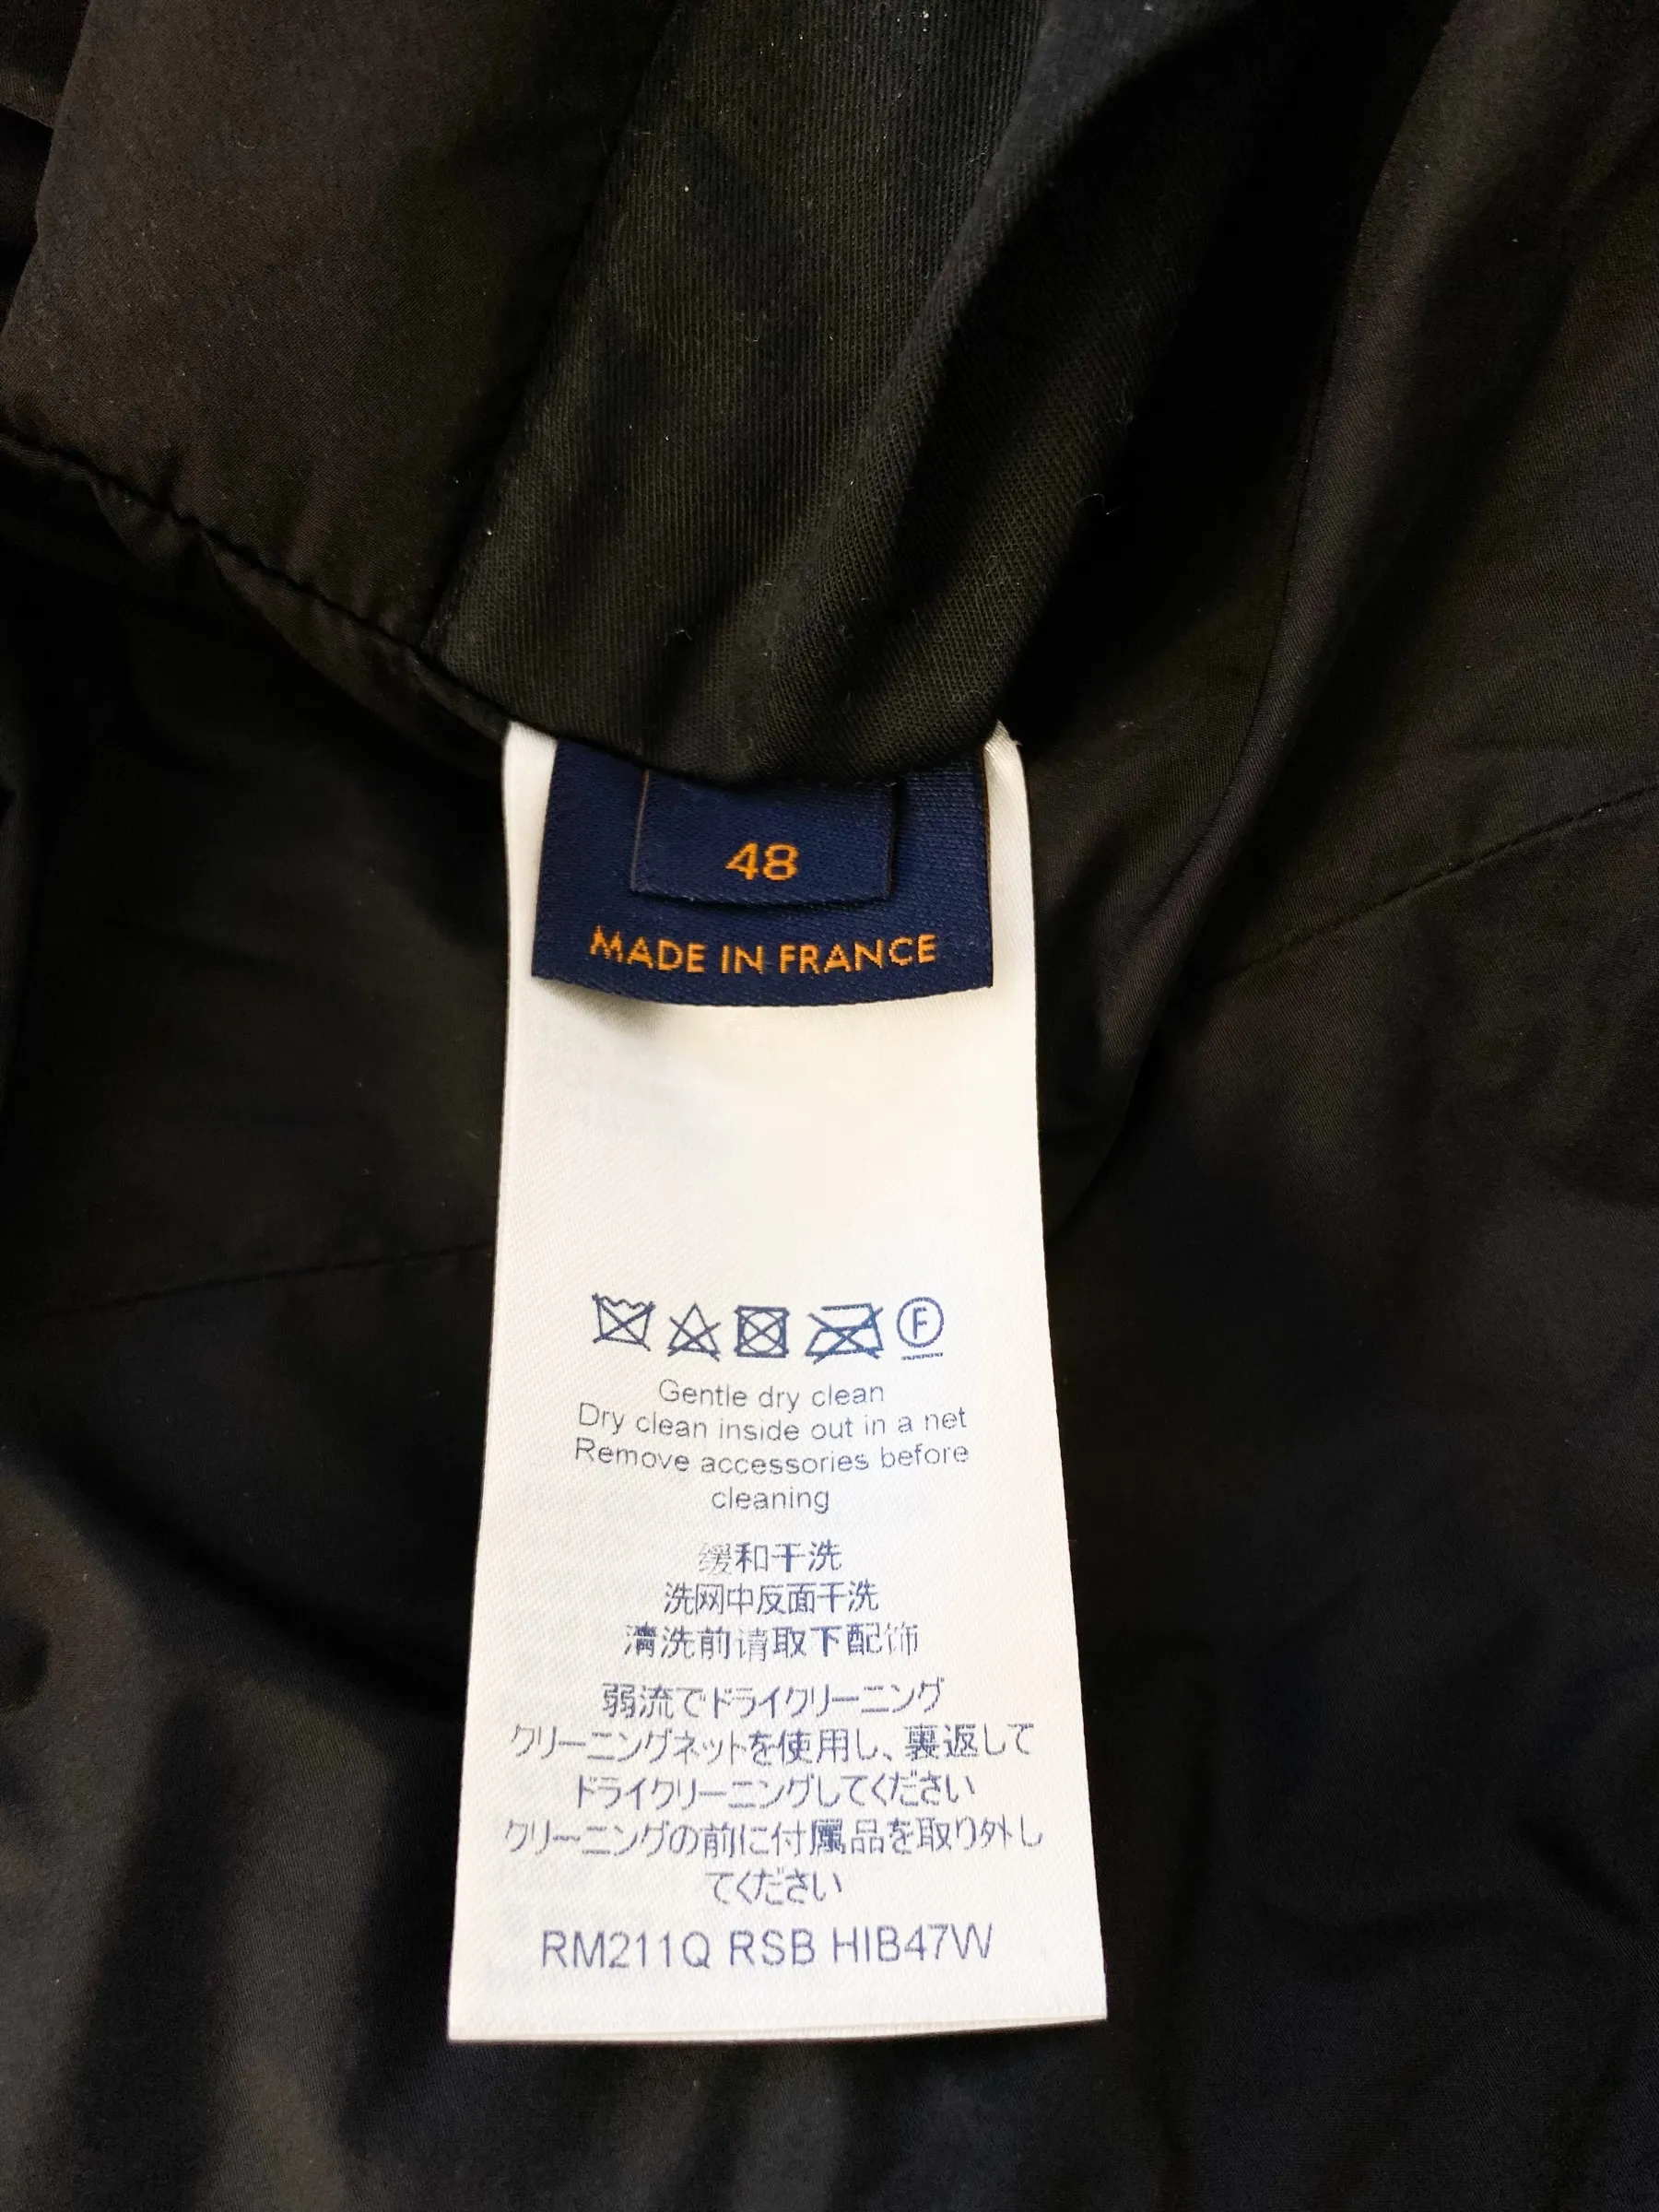 48
MADE IN FRANCE
F
Gentle dry clean
Dry clean inside out in a net
Remove accessories before
cleaning
缓和干洗
洗网中反面干洗
清洗前请取下配饰
弱流でドライクリーニング
クリーニングネットを使用し、裏返して
ドライクリーニングしてください
クリーニングの前に付属品を取り外し
てください
RM211Q RSB HIB47W